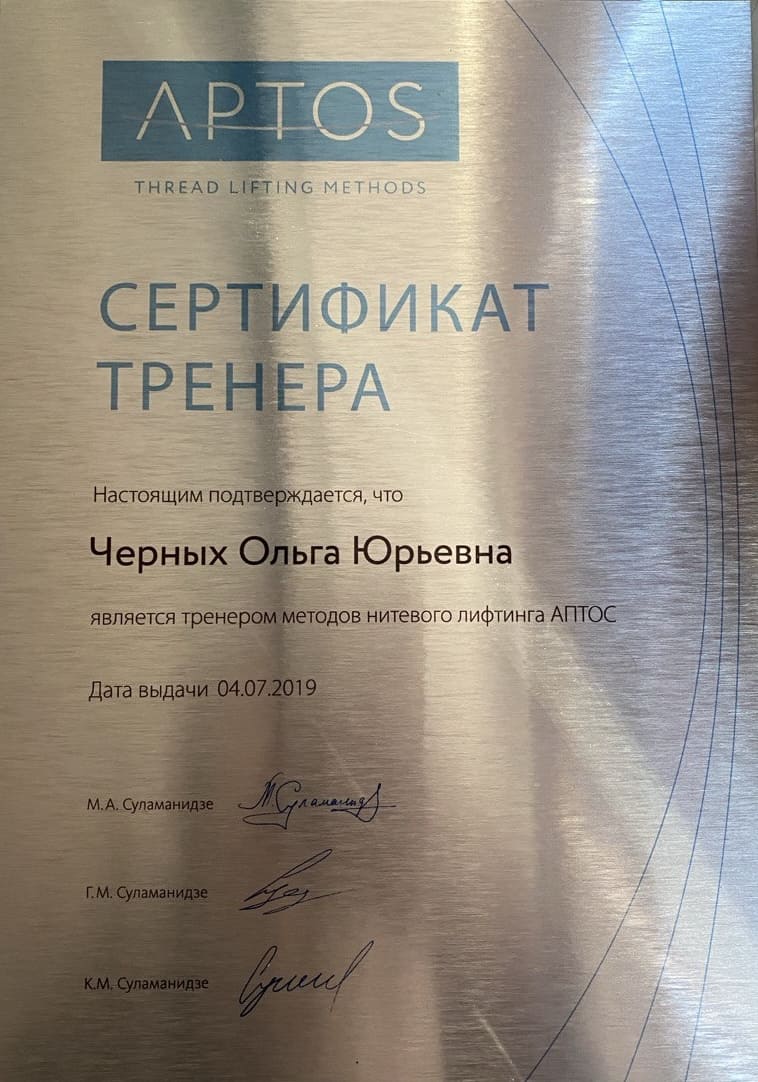 APTOS
THREAD LIFTING METHODS
СЕРТИФИКАТ
ТРЕНЕРА
Настоящим подтверждается, что
Черных Ольга Юрьевна
является тренером методов нитевого лифтинга АПТОС
Дата выдачи 04.07.2019
М.А. Суламанидзе М.Суламанидз
Г.М. Суламанидзе
К.М. Суламанидзе